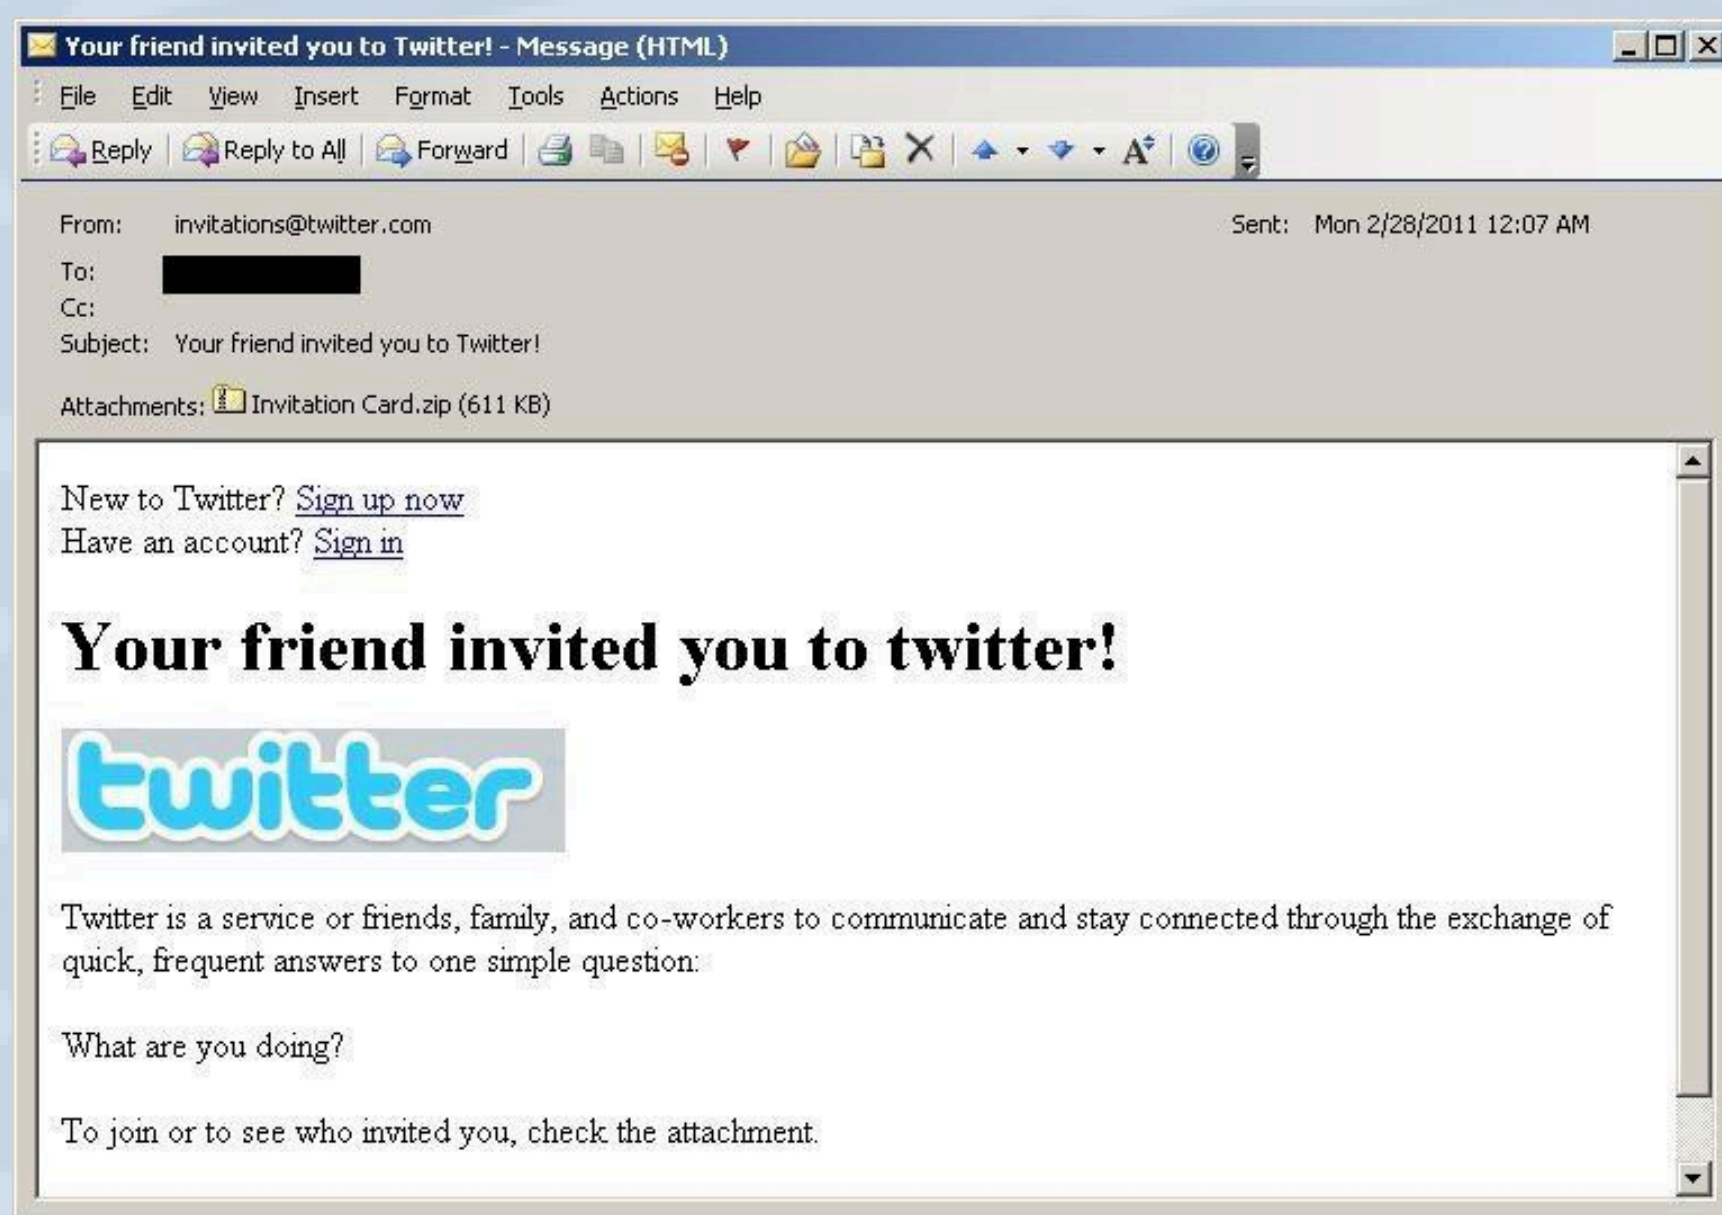 Your friend invited you to Twitter! - Message (HTML)
File Edit View Insert Format Tools Actions Help
Reply Reply to All Forward
From: invitations@twitter.com Sent: Mon 2/28/2011 12:07 AM
To:
Cc:
Subject: Your friend invited you to Twitter!
Attachments: Invitation Card.zip (611 KB)
New to Twitter? Sign up now
Have an account? Sign in
Your friend invited you to twitter!
twitter
Twitter is a service or friends, family, and co-workers to communicate and stay connected through the exchange of
quick, frequent answers to one simple question:
What are you doing?
To join or to see who invited you, check the attachment.